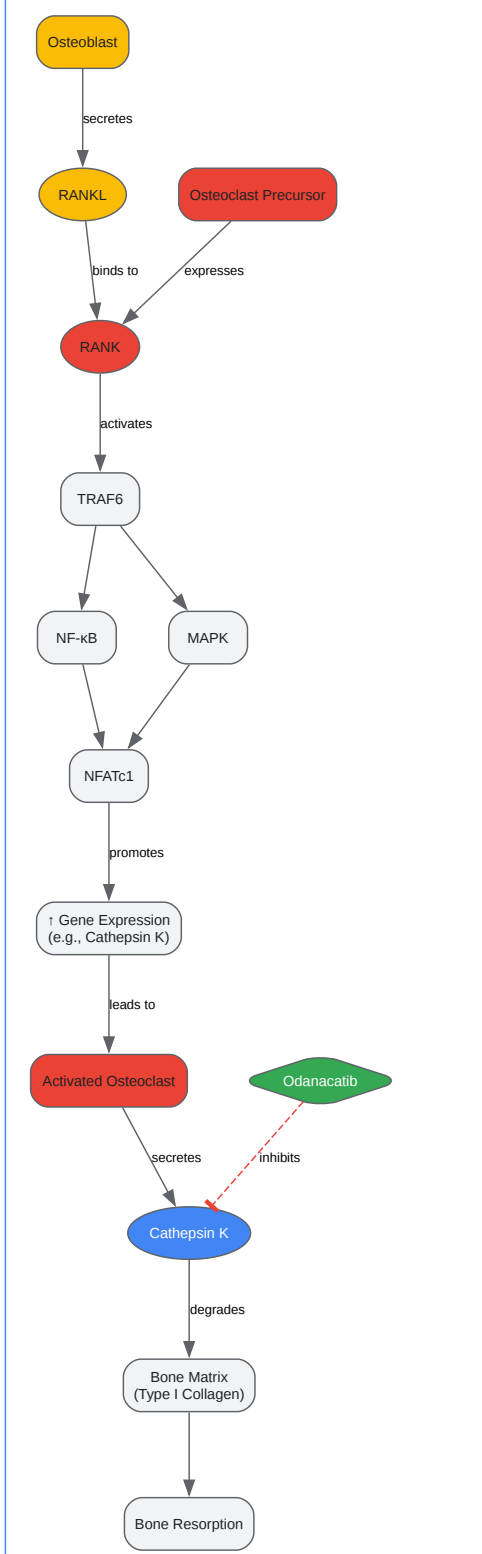 Osteoblast
secretes
RANKL
Osteoclast Precursor
binds to
expresses
RANK
activates
TRAF6
NF-κB
MAPK
NFATc1
promotes
↑ Gene Expression
(e.g., Cathepsin K)
leads to
Activated Osteoclast
Odanacatib
secretes
inhibits
Cathepsin K
degrades
Bone Matrix
(Type I Collagen)
Bone Resorption